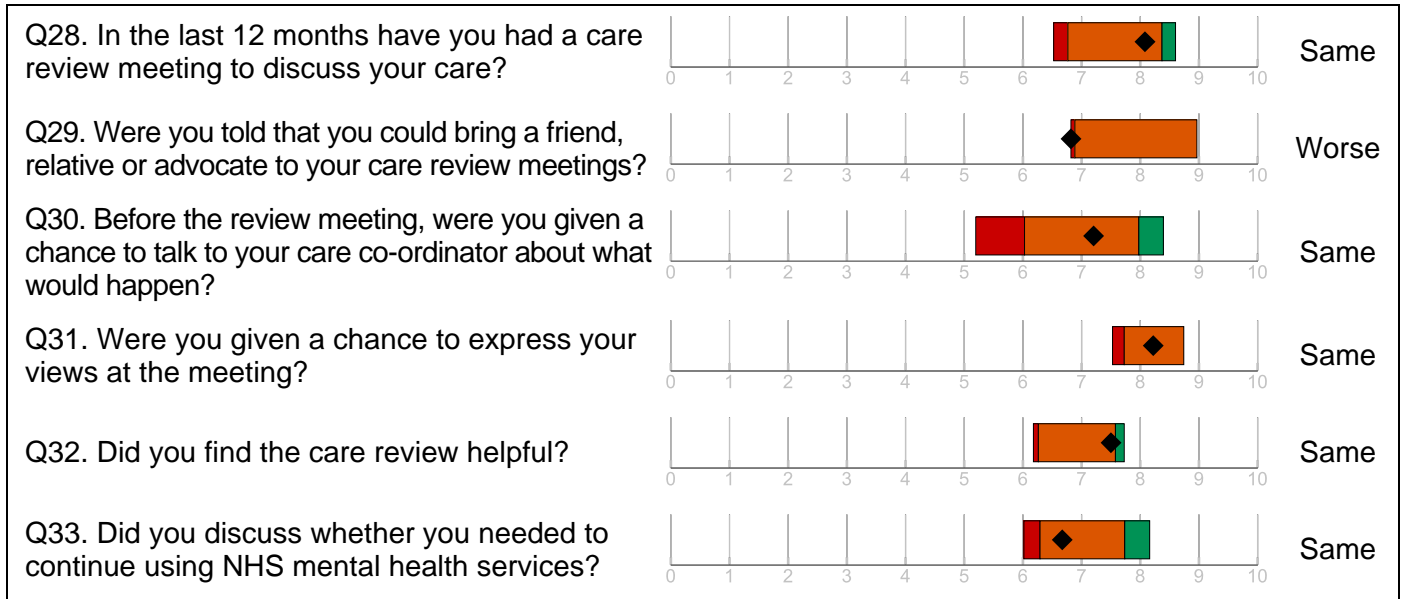 Q28. In the last 12 months have you had a care
review meeting to discuss your care?
0 1 2 3 4 5 6 7 8 9 10
Same
Q29. Were you told that you could bring a friend,
relative or advocate to your care review meetings?
0 1 2 3 4 5 6 7 8 9 10
Worse
Q30. Before the review meeting, were you given a
chance to talk to your care co-ordinator about what
would happen?
0 1 2 3 4 5 6 7 8 9 10
Same
Q31. Were you given a chance to express your
views at the meeting?
0 1 2 3 4 5 6 7 8 9 10
Same
Q32. Did you find the care review helpful?
0 1 2 3 4 5 6 7 8 9 10
Same
Q33. Did you discuss whether you needed to
continue using NHS mental health services?
0 1 2 3 4 5 6 7 8 9 10
Same